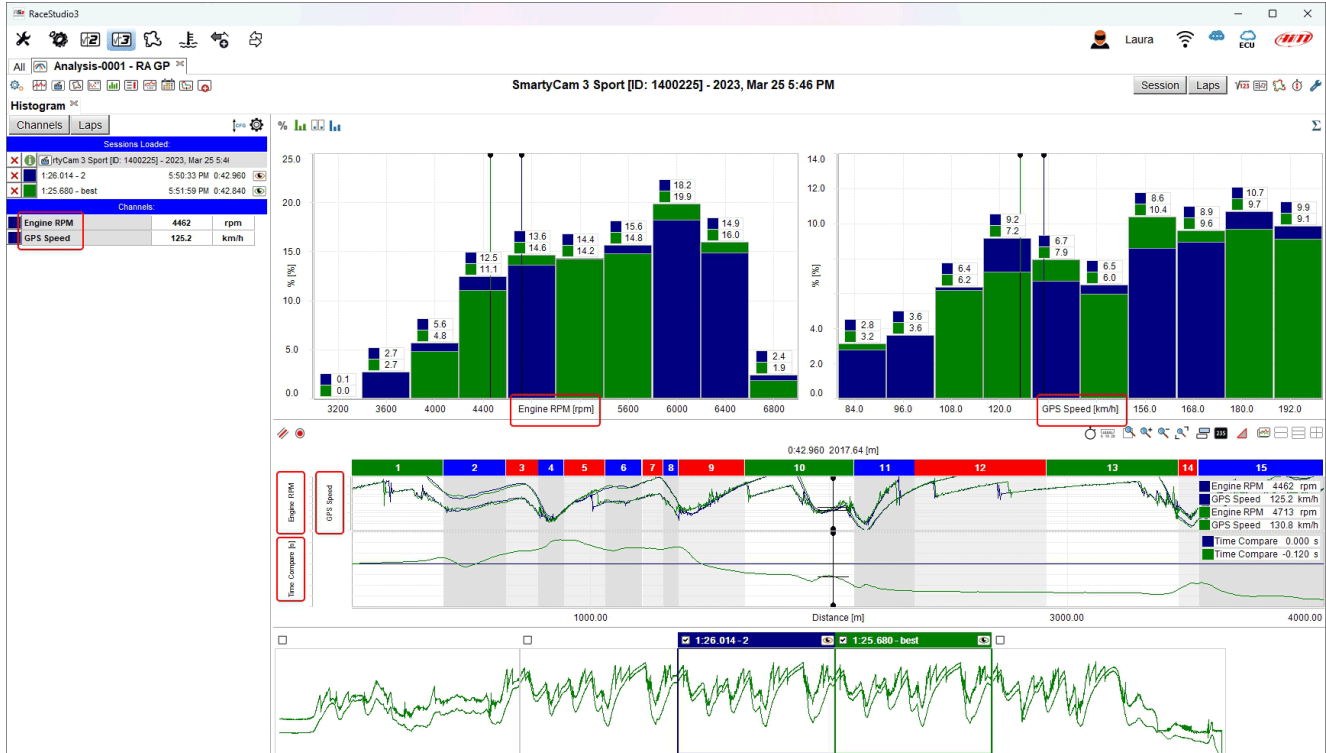 RaceStudio3
Laura
ECU
AiM
All Analysis-0001 - RA GP
SmartyCam 3 Sport [ID: 1400225] - 2023, Mar 25 5:46 PM
Session Laps
Histogram
Channels Laps
CFG
%
Σ
Sessions Loaded:
rtyCam 3 Sport [ID: 1400225] - 2023, Mar 25 5:4
1:26.014 - 2 5:50:33 PM 0:42.960
1:25.680 - best 5:51:59 PM 0:42.840
Channels:
Engine RPM 4462 rpm
GPS Speed 125.2 km/h
25.0
20.0
15.0
10.0
5.0
0.0
% [%]
0.1
0.0
2.7
2.7
5.6
4.8
12.5
11.1
13.6
14.6
14.4
14.2
15.6
14.8
18.2
19.9
14.9
16.0
2.4
1.9
3200 3600 4000 4400 Engine RPM [rpm] 5600 6000 6400 6800
14.0
12.0
10.0
4.0
2.0
0.0
% [%]
2.8
3.2
3.6
3.6
6.4
6.2
9.2
7.2
6.7
7.9
6.5
6.0
8.6
10.4
8.9
9.6
10.7
9.7
9.9
9.1
84.0 96.0 108.0 120.0 GPS Speed [km/h] 156.0 168.0 180.0 192.0
235
0:42.960 2017.64 [m]
1 2 3 4 5 6 7 8 9 10 11 12 13 14 15
Engine RPM
GPS Speed
Engine RPM 4462 rpm
GPS Speed 125.2 km/h
Engine RPM 4713 rpm
GPS Speed 130.8 km/h
Time Compare 0.000 s
Time Compare -0.120 s
1000.00 Distance [m] 3000.00 4000.00
1:26.014 - 2
1:25.680 - best